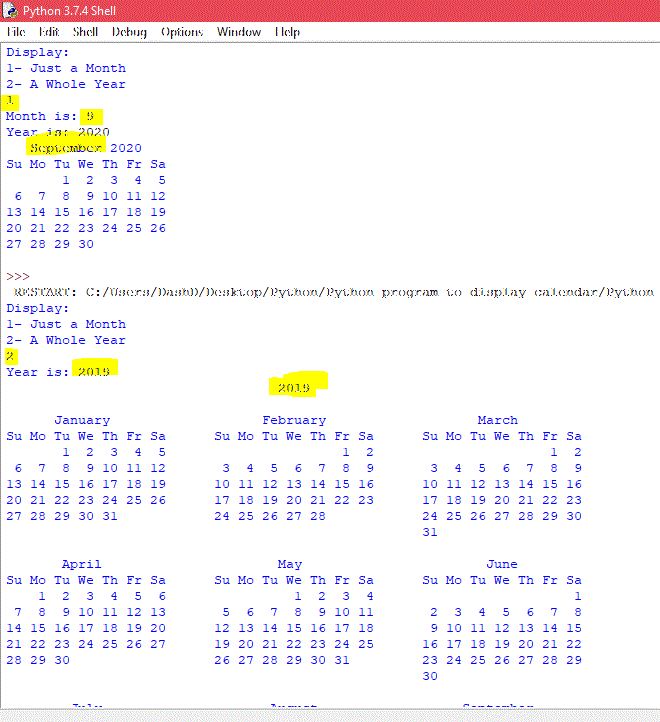 Python 3.7.4 Shell
File Edit Shell Debug Options Window Help
Display:
1- Just a Month
2- A Whole Year
1
Month is: 9
Year is: 2020
September 2020
Su Mo Tu We Th Fr Sa
1 2 3 4 5
6 7 8 9 10 11 12
13 14 15 16 17 18 19
20 21 22 23 24 25 26
27 28 29 30
>>>
RESTART: C:/Users/DashO/Desktop/Python/Python program to display calendar/Python
Display:
1- Just a Month
2- A Whole Year
2
Year is: 2019
2019
January February March
Su Mo Tu We Th Fr Sa Su Mo Tu We Th Fr Sa Su Mo Tu We Th Fr Sa
1 2 3 4 5 1 2 1 2
6 7 8 9 10 11 12 3 4 5 6 7 8 9 3 4 5 6 7 8 9
13 14 15 16 17 18 19 10 11 12 13 14 15 16 10 11 12 13 14 15 16
20 21 22 23 24 25 26 17 18 19 20 21 22 23 17 18 19 20 21 22 23
27 28 29 30 31 24 25 26 27 28 24 25 26 27 28 29 30
31
April May June
Su Mo Tu We Th Fr Sa Su Mo Tu We Th Fr Sa Su Mo Tu We Th Fr Sa
1 2 3 4 5 6 1 2 3 4 1
7 8 9 10 11 12 13 5 6 7 8 9 10 11 2 3 4 5 6 7 8
14 15 16 17 18 19 20 12 13 14 15 16 17 18 9 10 11 12 13 14 15
21 22 23 24 25 26 27 19 20 21 22 23 24 25 16 17 18 19 20 21 22
28 29 30 26 27 28 29 30 31 23 24 25 26 27 28 29
30
July August September